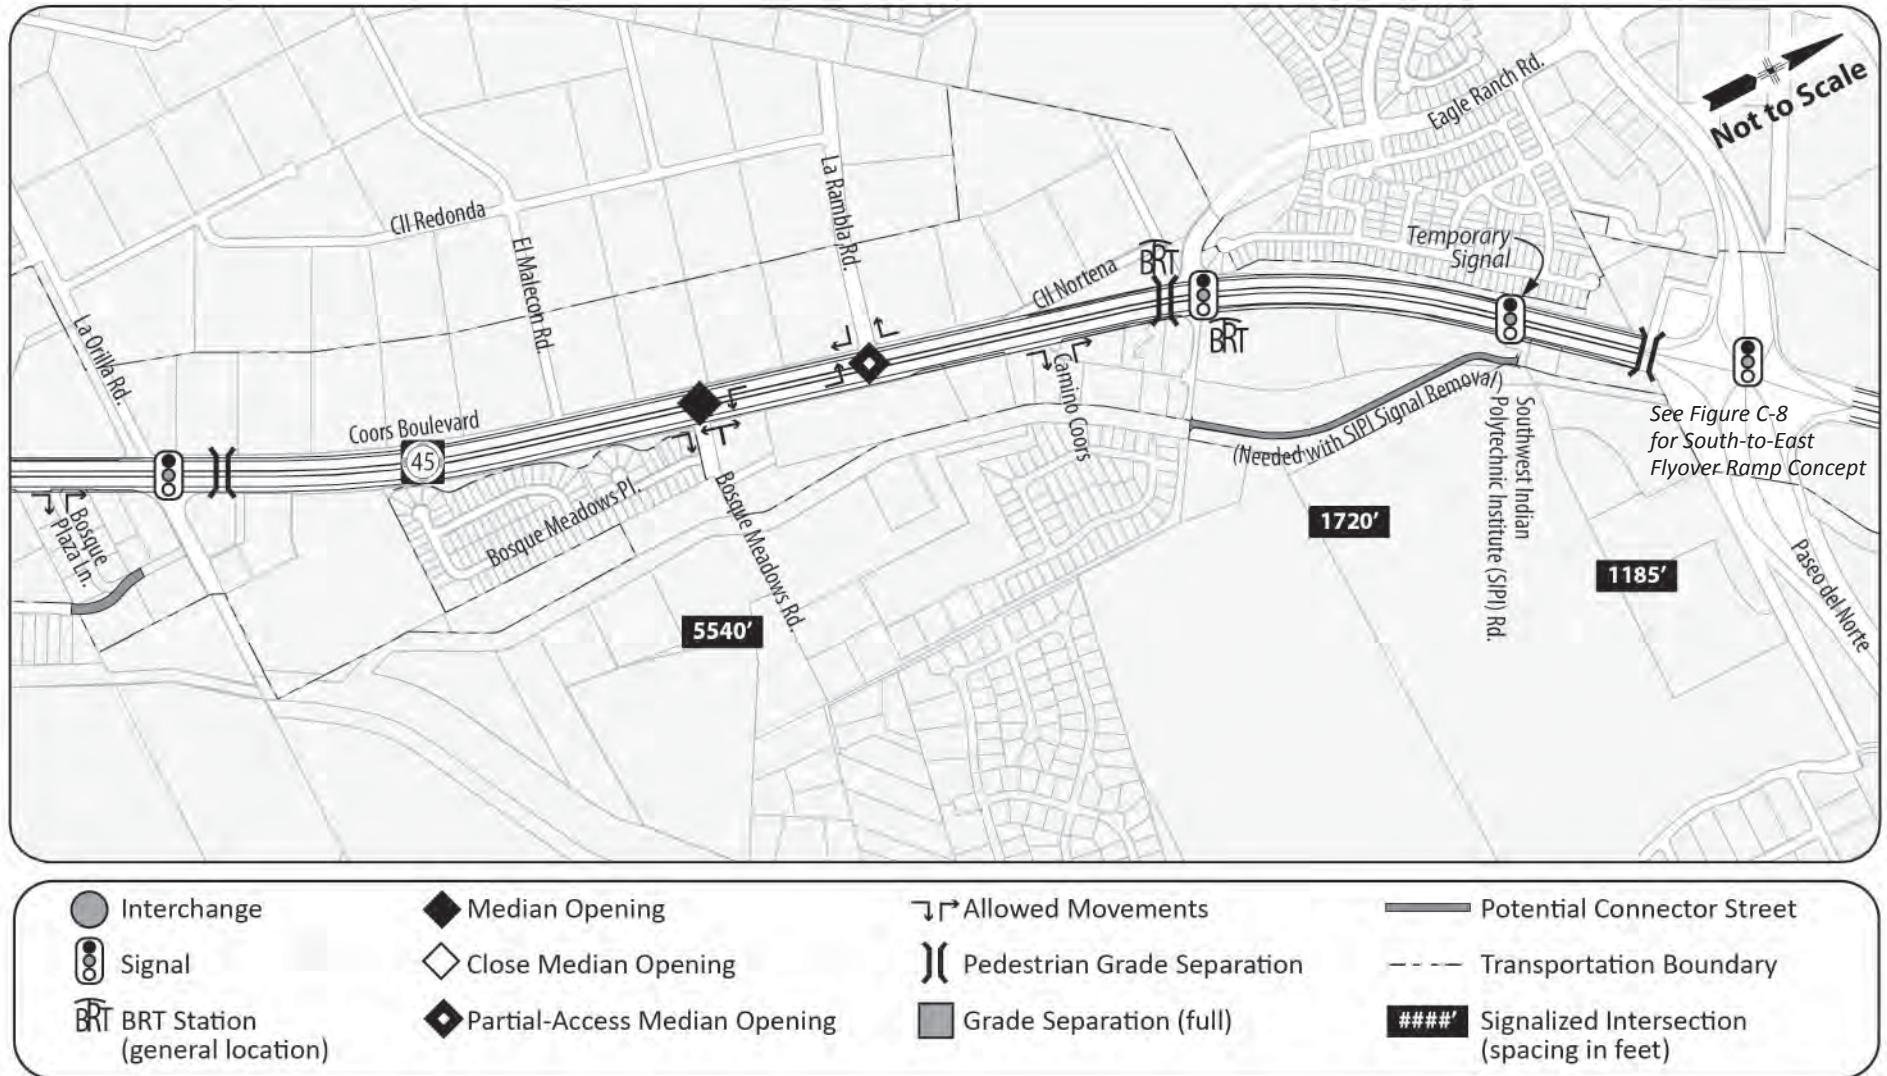 Eagle Ranch Rd.
Not to Scale
La Rambla Rd.
Cll Redonda
El Malecon Rd.
BRT
Cll Nortena
Temporary
Signal
BRT
La Orilla Rd.
Coors Boulevard
45
Camino Coors
(Needed with SIPI Signal Removal)
Southwest Indian
Polytechnic Institute (SIPI) Rd.
See Figure C-8
for South-to-East
Flyover Ramp Concept
Bosque
Plaza Ln.
Bosque Meadows Pl.
Bosque Meadows Rd.
1720'
1185'
5540'
Paseo del Norte
Interchange
Median Opening
Allowed Movements
Potential Connector Street
Signal
Close Median Opening
Pedestrian Grade Separation
Transportation Boundary
BRT
BRT Station
(general location)
Partial-Access Median Opening
Grade Separation (full)
####'
Signalized Intersection
(spacing in feet)